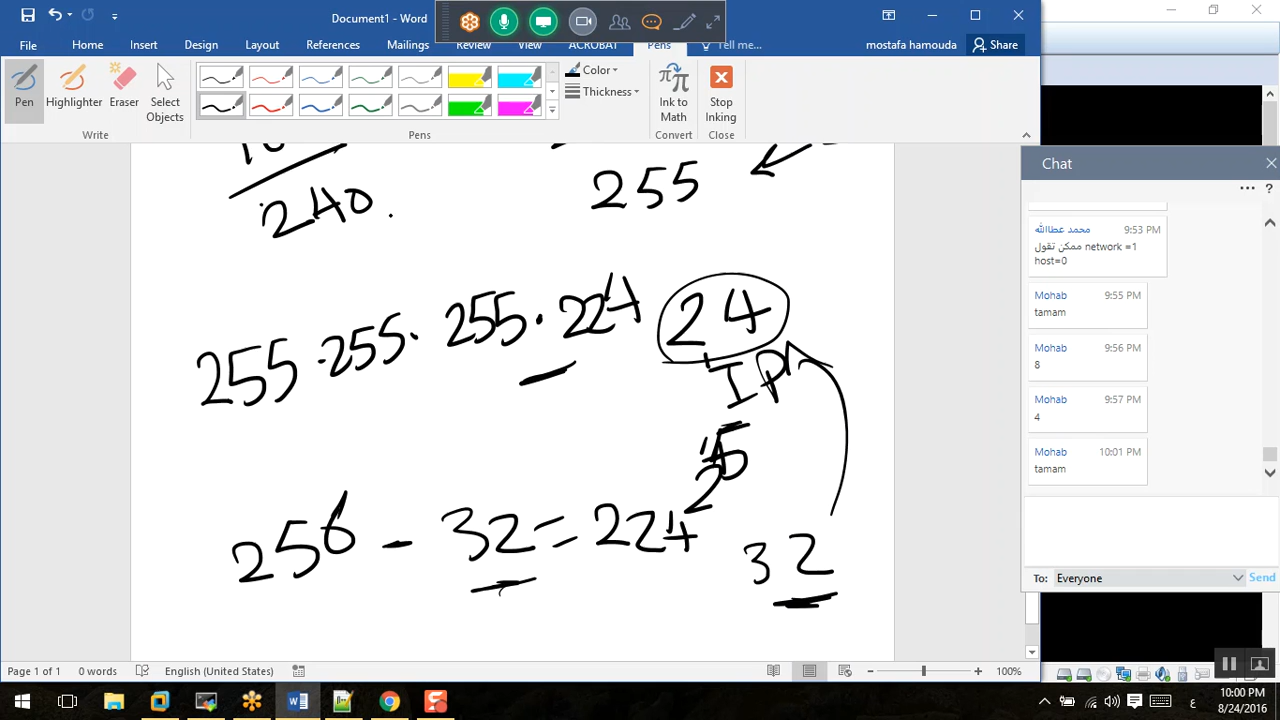 Document1 - Word
File
Home
Insert
Design
Layout
References
Mailings
Review
View
ACROBAT
Pens
Tell me...
mostafa hamouda
Share
Pen
Highlighter
Eraser
Select
Objects
Color
Thickness
Ink to
Math
Stop
Inking
Write
Pens
Convert
Close
240.
255
255.255.255.224
24
Ip
2 5
256 - 32 = 224
32
Chat
محمد عطاالله 9:53 PM
ممكن تقول network =1
host=0
Mohab 9:55 PM
tamam
Mohab 9:56 PM
8
Mohab 9:57 PM
4
Mohab 10:01 PM
tamam
To: Everyone
Send
Page 1 of 1
0 words
English (United States)
100%
ع
10:00 PM
8/24/2016